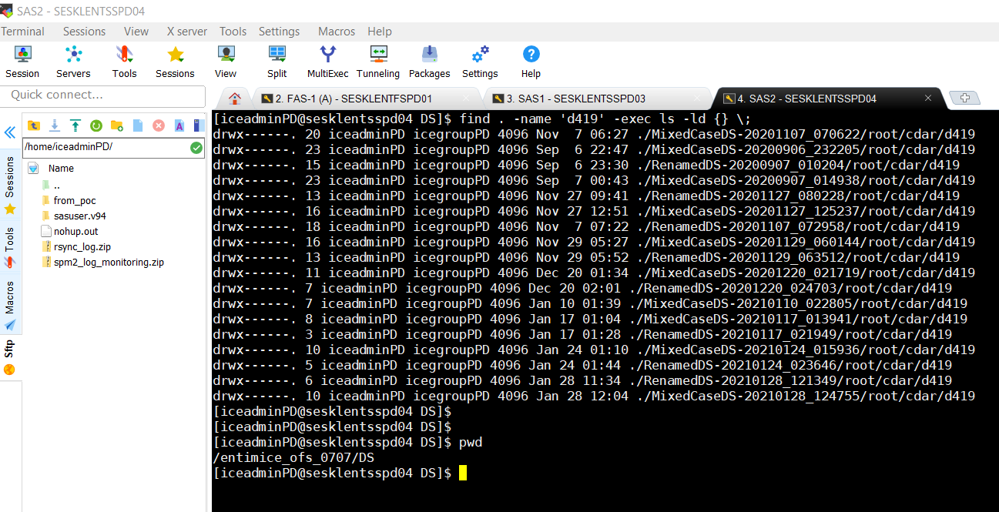 SAS2 - SESKLENTSSPD04
Terminal Sessions View X server Tools Settings Macros Help
Session Servers Tools Sessions View Split MultiExec Tunneling Packages Settings Help
Quick connect...
2. FAS-1 (A) - SESKLENTFSPD01
3. SAS1 - SESKLENTSSPD03
4. SAS2 - SESKLENTSSPD04
/home/iceadminPD/
Name
..
from_poc
sasuser.v94
nohup.out
rsync_log.zip
spm2_log_monitoring.zip
Sessions
Tools
Macros
Sftp
[iceadminPD@sesklentsspd04 DS]$ find . -name 'd419' -exec ls -ld {} \;
drwx------. 20 iceadminPD icegroupPD 4096 Nov  7 06:27 ./MixedCaseDS-20201107_070622/root/cdar/d419
drwx------. 23 iceadminPD icegroupPD 4096 Sep  6 22:47 ./MixedCaseDS-20200906_232205/root/cdar/d419
drwx------. 15 iceadminPD icegroupPD 4096 Sep  6 23:30 ./RenamedDS-20200907_010204/root/cdar/d419
drwx------. 23 iceadminPD icegroupPD 4096 Sep  7 00:43 ./MixedCaseDS-20200907_014938/root/cdar/d419
drwx------. 13 iceadminPD icegroupPD 4096 Nov 27 09:41 ./RenamedDS-20201127_080228/root/cdar/d419
drwx------. 16 iceadminPD icegroupPD 4096 Nov 27 12:51 ./MixedCaseDS-20201127_125237/root/cdar/d419
drwx------. 18 iceadminPD icegroupPD 4096 Nov  7 07:22 ./RenamedDS-20201107_072958/root/cdar/d419
drwx------. 16 iceadminPD icegroupPD 4096 Nov 29 05:27 ./MixedCaseDS-20201129_060144/root/cdar/d419
drwx------. 13 iceadminPD icegroupPD 4096 Nov 29 05:52 ./RenamedDS-20201129_063512/root/cdar/d419
drwx------. 11 iceadminPD icegroupPD 4096 Dec 20 01:34 ./MixedCaseDS-20201220_021719/root/cdar/d419
drwx------. 7 iceadminPD icegroupPD 4096 Dec 20 02:01 ./RenamedDS-20201220_024703/root/cdar/d419
drwx------. 7 iceadminPD icegroupPD 4096 Jan 10 01:39 ./MixedCaseDS-20210110_022805/root/cdar/d419
drwx------. 8 iceadminPD icegroupPD 4096 Jan 17 01:04 ./MixedCaseDS-20210117_013941/root/cdar/d419
drwx------. 3 iceadminPD icegroupPD 4096 Jan 17 01:28 ./RenamedDS-20210117_021949/root/cdar/d419
drwx------. 10 iceadminPD icegroupPD 4096 Jan 24 01:10 ./MixedCaseDS-20210124_015936/root/cdar/d419
drwx------. 5 iceadminPD icegroupPD 4096 Jan 24 01:44 ./RenamedDS-20210124_023646/root/cdar/d419
drwx------. 6 iceadminPD icegroupPD 4096 Jan 28 11:34 ./RenamedDS-20210128_121349/root/cdar/d419
drwx------. 10 iceadminPD icegroupPD 4096 Jan 28 12:04 ./MixedCaseDS-20210128_124755/root/cdar/d419
[iceadminPD@sesklentsspd04 DS]$
[iceadminPD@sesklentsspd04 DS]$
[iceadminPD@sesklentsspd04 DS]$ pwd
/entimice_ofs_0707/DS
[iceadminPD@sesklentsspd04 DS]$